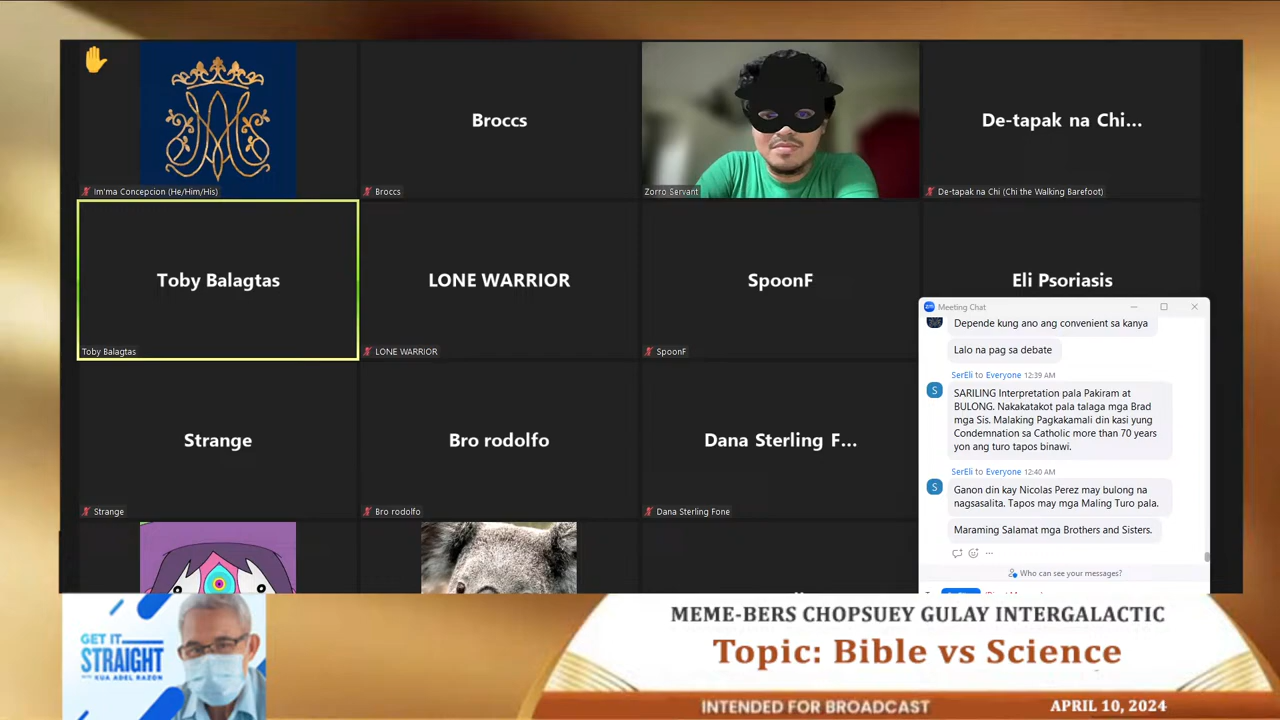 Im'ma Concepcion (He/Him/His)
Broccs
Broccs
Zorro Servant
De-tapak na Chi...
De-tapak na Chi (Chi the Walking Barefoot)
Toby Balagtas
Toby Balagtas
LONE WARRIOR
LONE WARRIOR
SpoonF
SpoonF
Eli Psoriasis
Strange
Strange
Bro rodolfo
Bro rodolfo
Dana Sterling F...
Dana Sterling Fone
zm Meeting Chat
Depende kung ano ang convenient sa kanya
Lalo na pag sa debate
SerEli to Everyone 12:39 AM
S
SARILING Interpretation pala Pakiram at
BULONG. Nakakatakot pala talaga mga Brad
mga Sis. Malaking Pagkakamali din kasi yung
Condemnation sa Catholic more than 70 years
yon ang turo tapos binawi.
SerEli to Everyone 12:40 AM
S
Ganon din kay Nicolas Perez may bulong na
nagsasalita. Tapos may mga Maling Turo pala.
Maraming Salamat mga Brothers and Sisters.
Who can see your messages?
GET IT
STRAIGHT
WITH KUA ADEL RAZON
MEME-BERS CHOPSUEY GULAY INTERGALACTIC
Topic: Bible vs Science
INTENDED FOR BROADCAST
APRIL 10, 2024